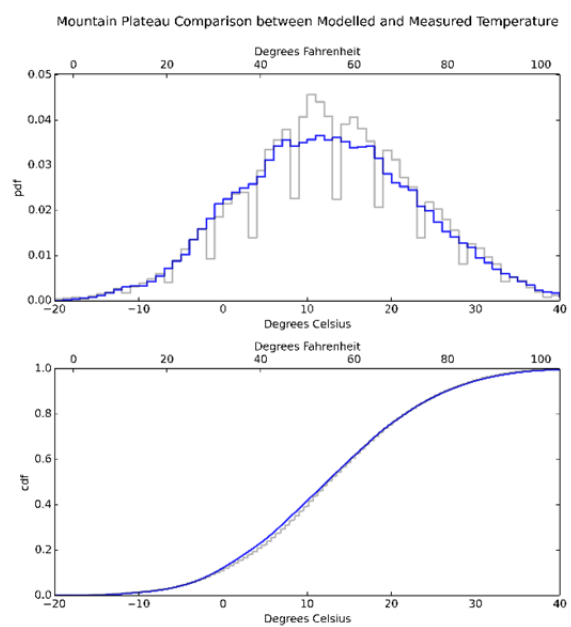 Mountain Plateau Comparison between Modelled and Measured Temperature
Degrees Fahrenheit
0 20 40 60 80 100
0.05
0.04
0.03
0.02
0.01
0.00
pdf
−20 −10 0 10 20 30 40
Degrees Celsius
Degrees Fahrenheit
0 20 40 60 80 100
1.0
0.8
0.6
0.4
0.2
0.0
cdf
−20 −10 0 10 20 30 40
Degrees Celsius